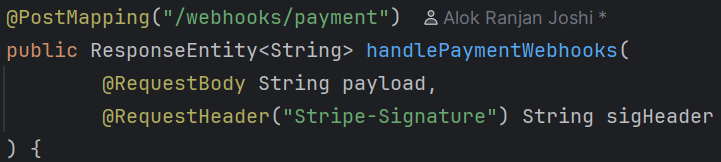 @PostMapping("/webhooks/payment") Alok Ranjan Joshi *
public ResponseEntity<String> handlePaymentWebhooks(
@RequestBody String payload,
@RequestHeader("Stripe-Signature") String sigHeader
) {